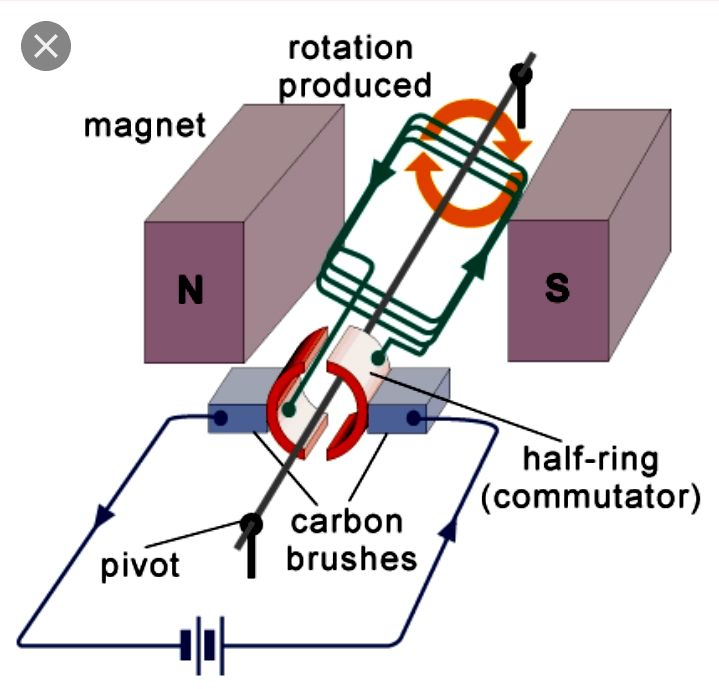 rotation
produced
magnet
N
S
half-ring
(commutator)
carbon
brushes
pivot